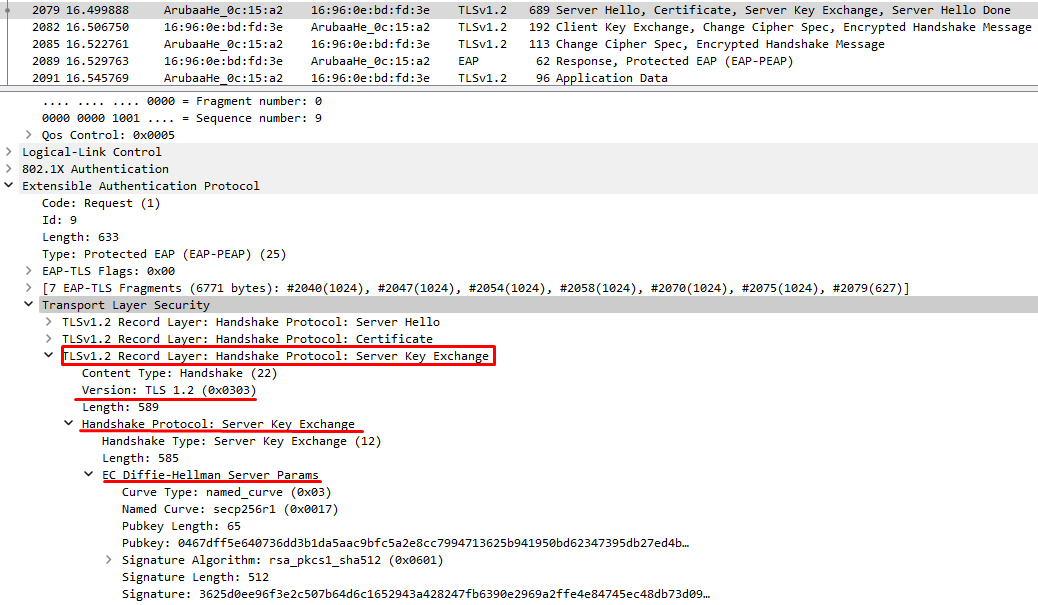 2079 16.499888 ArubaaHe_0c:15:a2 16:96:0e:bd:fd:3e TLSv1.2 689 Server Hello, Certificate, Server Key Exchange, Server Hello Done
2082 16.506750 16:96:0e:bd:fd:3e ArubaaHe_0c:15:a2 TLSv1.2 192 Client Key Exchange, Change Cipher Spec, Encrypted Handshake Message
2085 16.522761 ArubaaHe_0c:15:a2 16:96:0e:bd:fd:3e TLSv1.2 113 Change Cipher Spec, Encrypted Handshake Message
2089 16.529763 16:96:0e:bd:fd:3e ArubaaHe_0c:15:a2 EAP 62 Response, Protected EAP (EAP-PEAP)
2091 16.545769 ArubaaHe_0c:15:a2 16:96:0e:bd:fd:3e TLSv1.2 96 Application Data
.... .... .... 0000 = Fragment number: 0
0000 0000 1001 .... = Sequence number: 9
Qos Control: 0x0005
Logical-Link Control
802.1X Authentication
Extensible Authentication Protocol
Code: Request (1)
Id: 9
Length: 633
Type: Protected EAP (EAP-PEAP) (25)
EAP-TLS Flags: 0x00
[7 EAP-TLS Fragments (6771 bytes): #2040(1024), #2047(1024), #2054(1024), #2058(1024), #2070(1024), #2075(1024), #2079(627)]
Transport Layer Security
TLSv1.2 Record Layer: Handshake Protocol: Server Hello
TLSv1.2 Record Layer: Handshake Protocol: Certificate
TLSv1.2 Record Layer: Handshake Protocol: Server Key Exchange
Content Type: Handshake (22)
Version: TLS 1.2 (0x0303)
Length: 589
Handshake Protocol: Server Key Exchange
Handshake Type: Server Key Exchange (12)
Length: 585
EC Diffie-Hellman Server Params
Curve Type: named_curve (0x03)
Named Curve: secp256r1 (0x0017)
Pubkey Length: 65
Pubkey: 0467dff5e640736dd3b1da5aac9bfc5a2e8cc7994713625b941950bd62347395db27ed4b…
Signature Algorithm: rsa_pkcs1_sha512 (0x0601)
Signature Length: 512
Signature: 3625d0ee96f3e2c507b64d6c1652943a428247fb6390e2969a2ffe4e84745ec48db73d09…